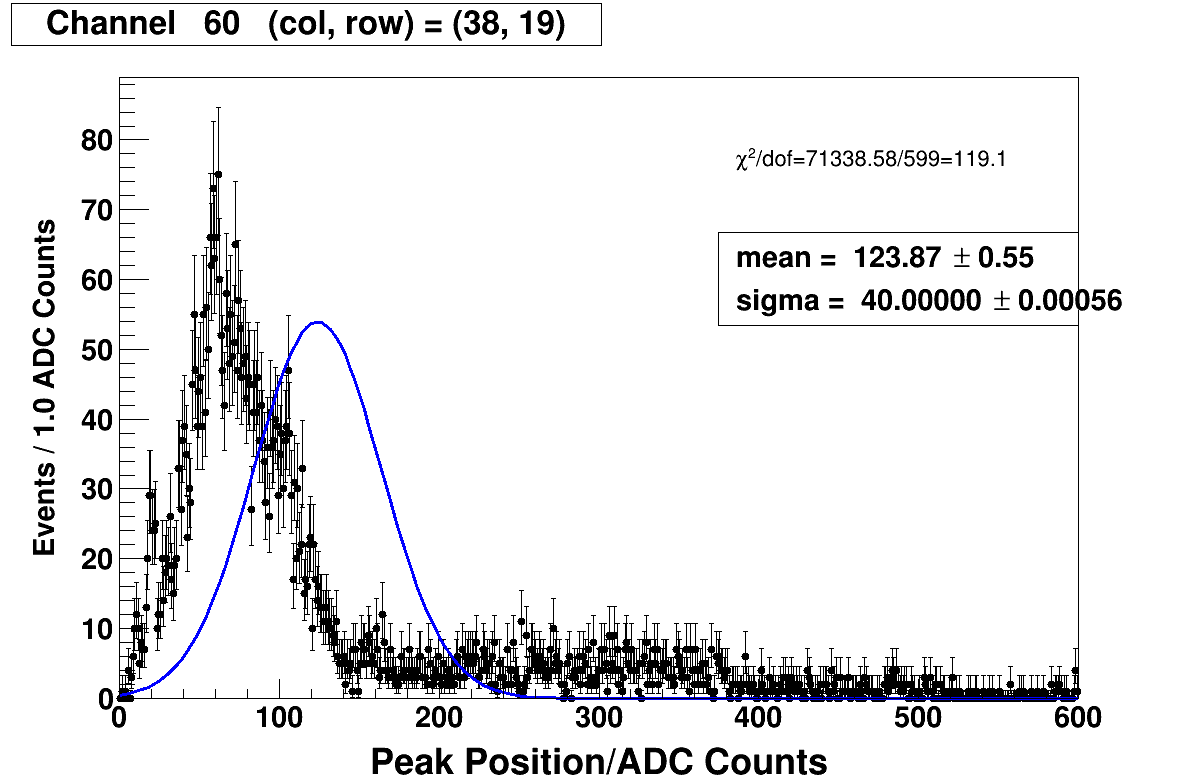 Channel 60 (col, row) = (38, 19)
χ²/dof=71338.58/599=119.1
mean = 123.87 ± 0.55
sigma = 40.00000 ± 0.00056
Events / 1.0 ADC Counts
80
70
60
50
40
30
20
10
0
0 100 200 300 400 500 600
Peak Position/ADC Counts